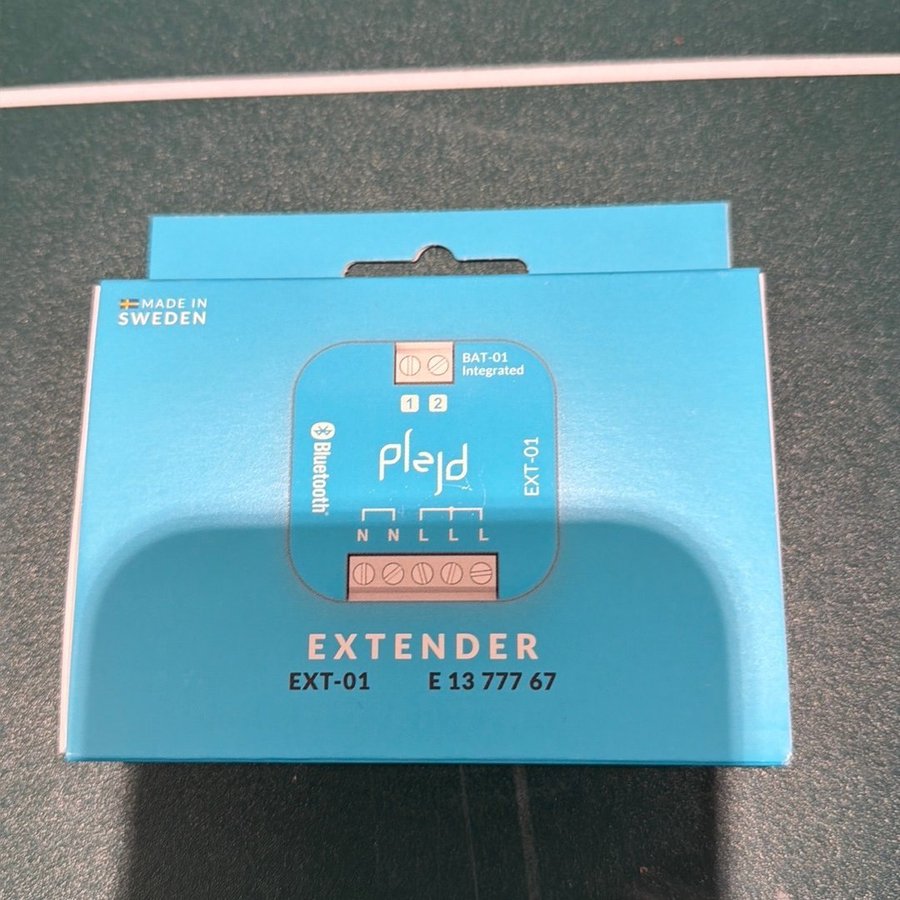 MADE IN
SWEDEN
BAT-01
Integrated
1 2
Bluetooth
plejd
EXT-01
N N L L L
EXTENDER
EXT-01 E 13 777 67